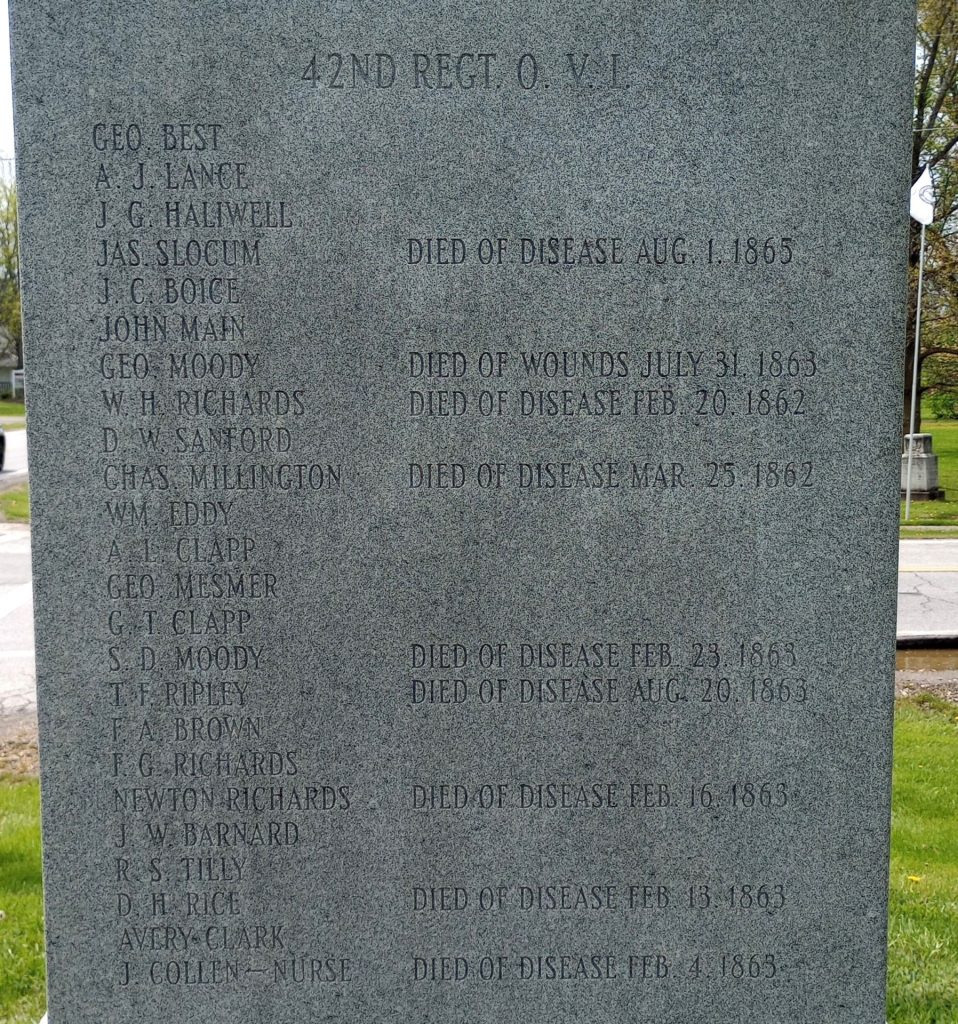 42ND REGT. O. V. I.
GEO. BEST
A. J. LANCE
J. G. HALIWELL
JAS. SLOCUM DIED OF DISEASE AUG. 1, 1865
J. C. BOICE
JOHN MAIN
GEO. MOODY DIED OF WOUNDS JULY 31, 1863
W. H. RICHARDS DIED OF DISEASE FEB. 20, 1862
D. W. SANFORD
CHAS. MILLINGTON DIED OF DISEASE MAR. 25, 1862
WM. EDDY
A. L. CLAPP
GEO. MESMER
G. T. CLAPP
S. D. MOODY DIED OF DISEASE FEB. 23, 1863
T. F. RIPLEY DIED OF DISEASE AUG. 20, 1863
F. A. BROWN
F. G. RICHARDS
NEWTON RICHARDS DIED OF DISEASE FEB. 16, 1863
J. W. BARNARD
R. S. TILLY
D. H. RICE DIED OF DISEASE FEB. 13, 1863
AVERY CLARK
J. COLLEN—NURSE DIED OF DISEASE FEB. 4, 1863